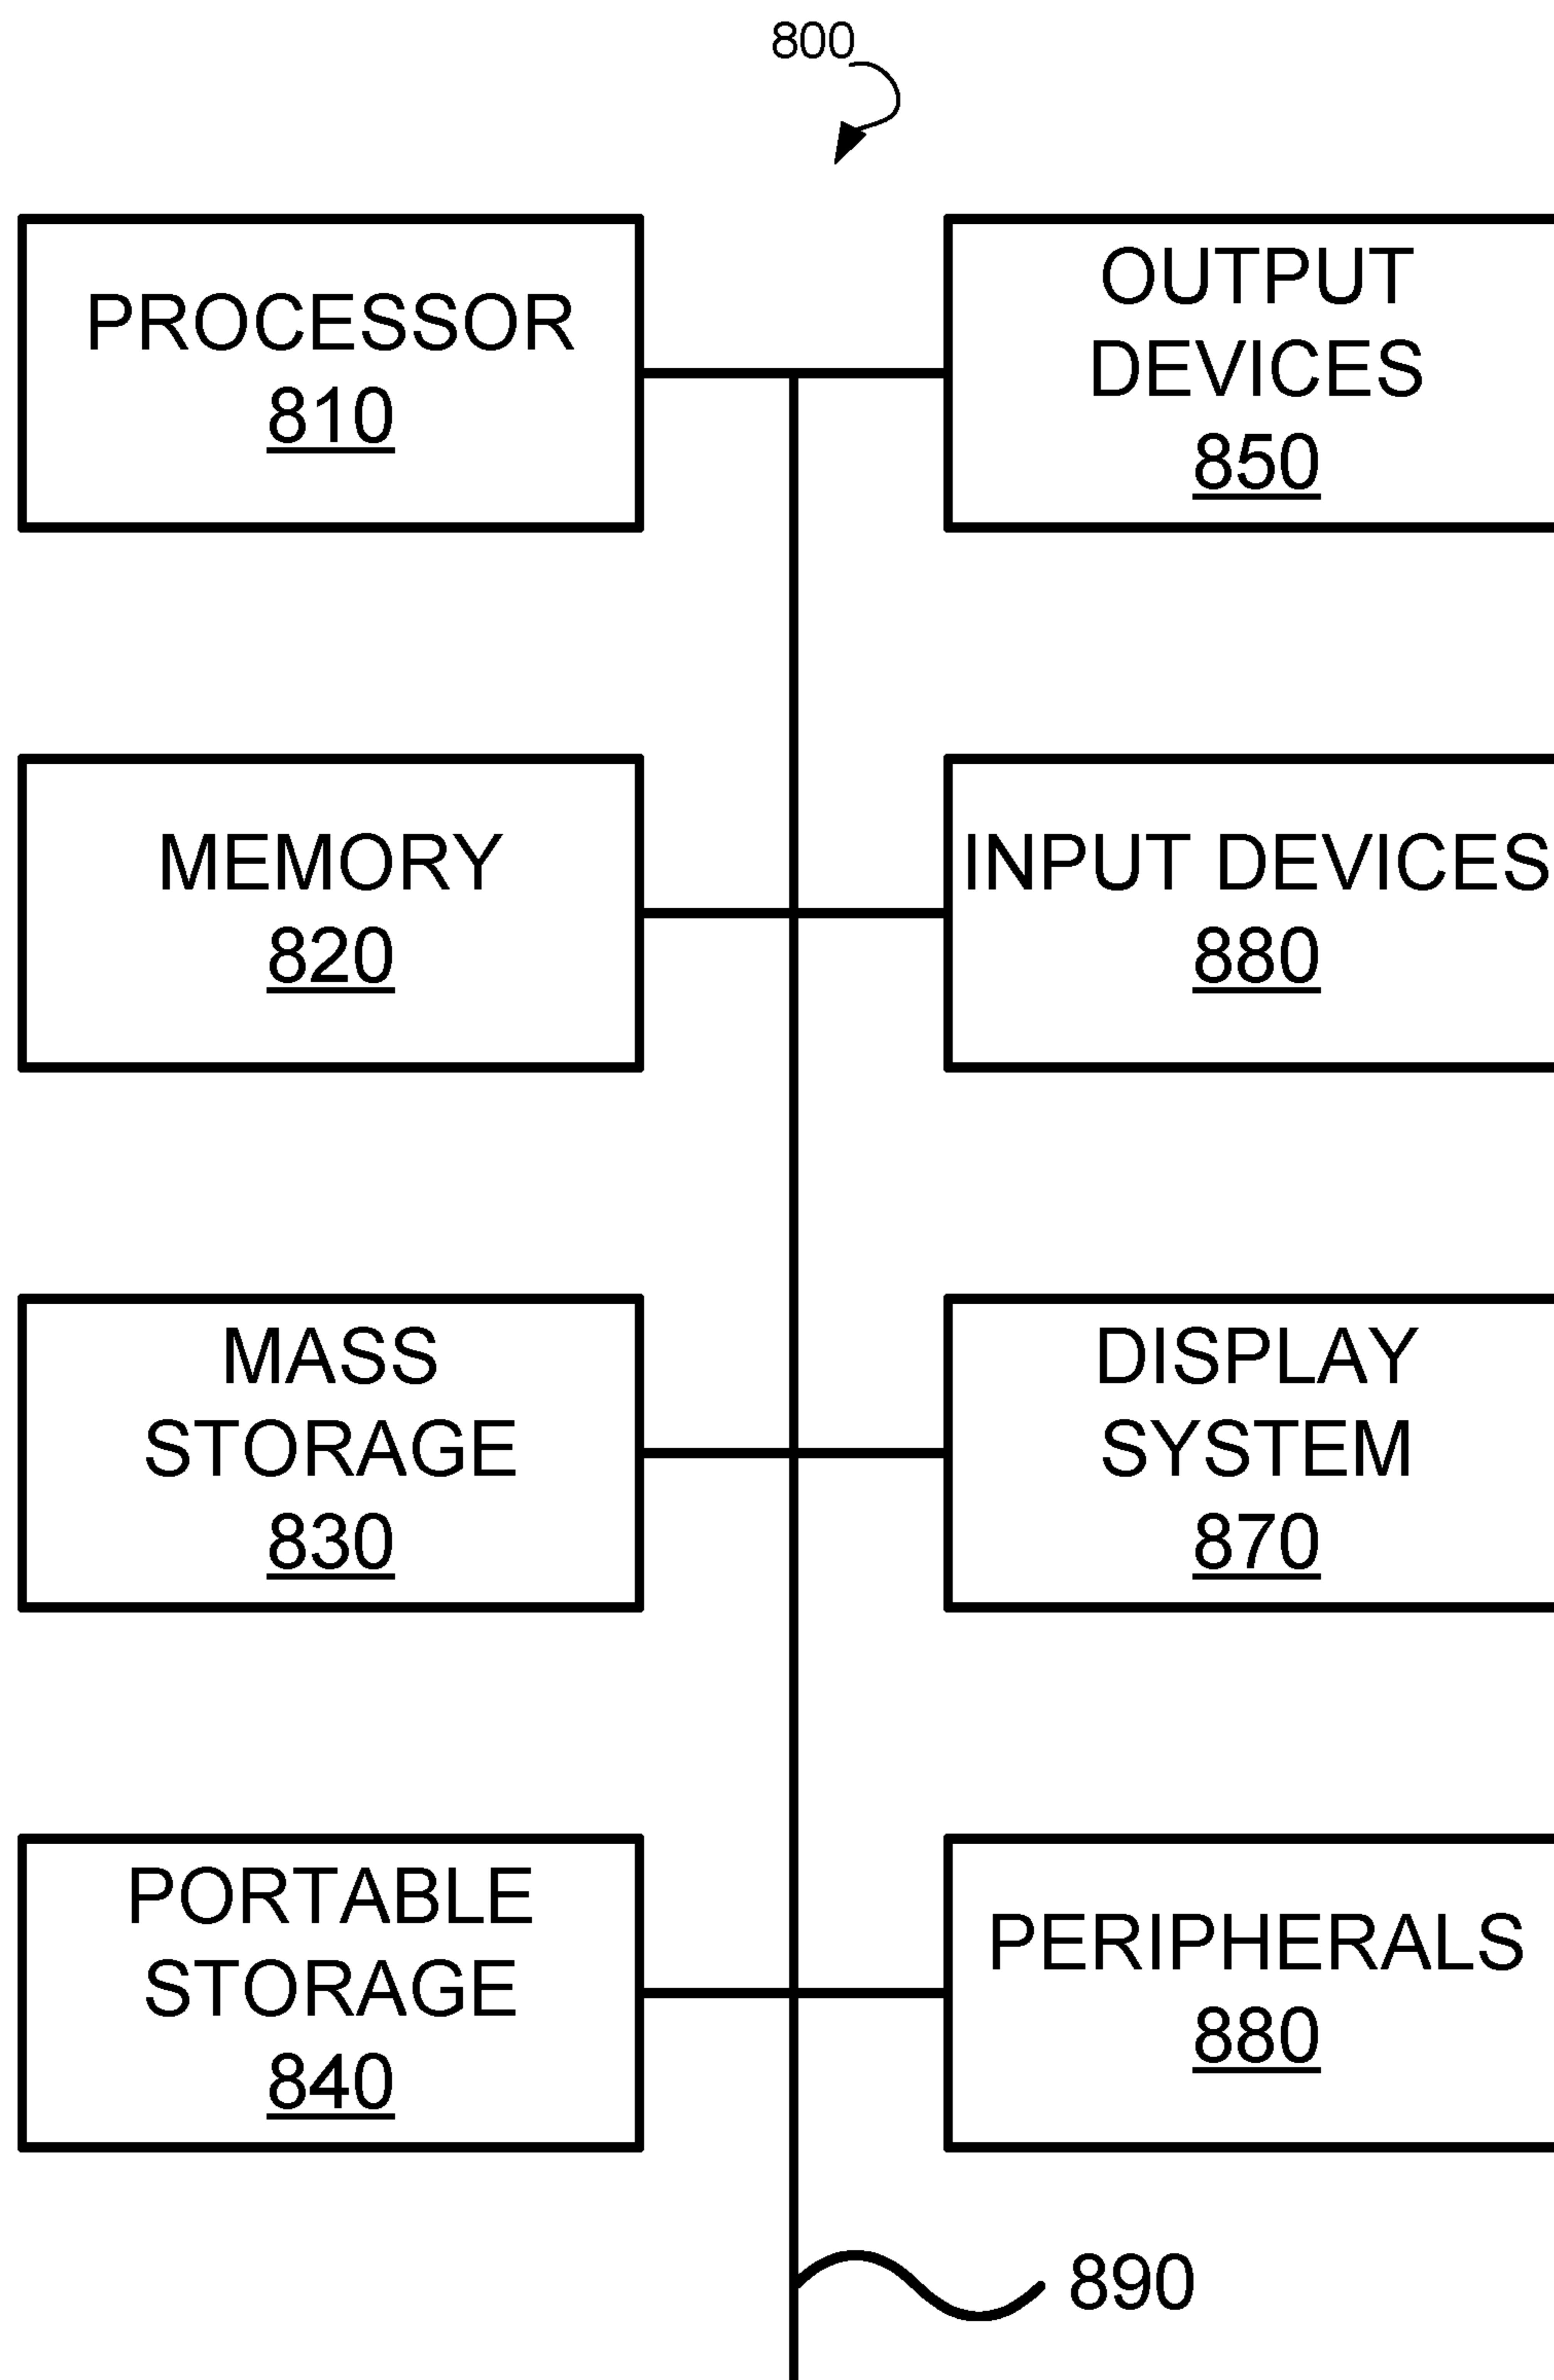 800
PROCESSOR
810
OUTPUT
DEVICES
850
MEMORY
820
INPUT DEVICES
880
MASS
STORAGE
830
DISPLAY
SYSTEM
870
PORTABLE
STORAGE
840
PERIPHERALS
880
890